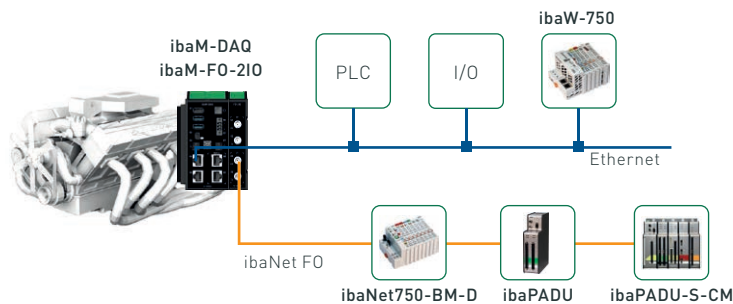 ibaW-750
ibaM-DAQ
ibaM-FO-2IO
PLC
I/O
Ethernet
ibaNet FO
ibaNet750-BM-D
ibaPADU
ibaPADU-S-CM